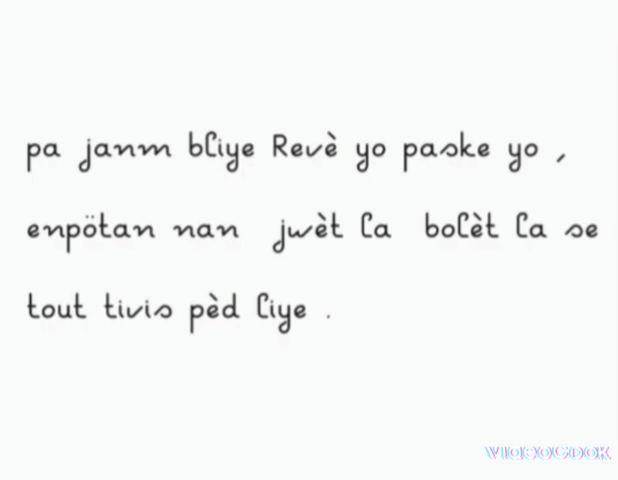 pa janm bliye Revè yo paske yo ,
enpötan nan jwèt la bolèt la se
tout tivis pèd liye .